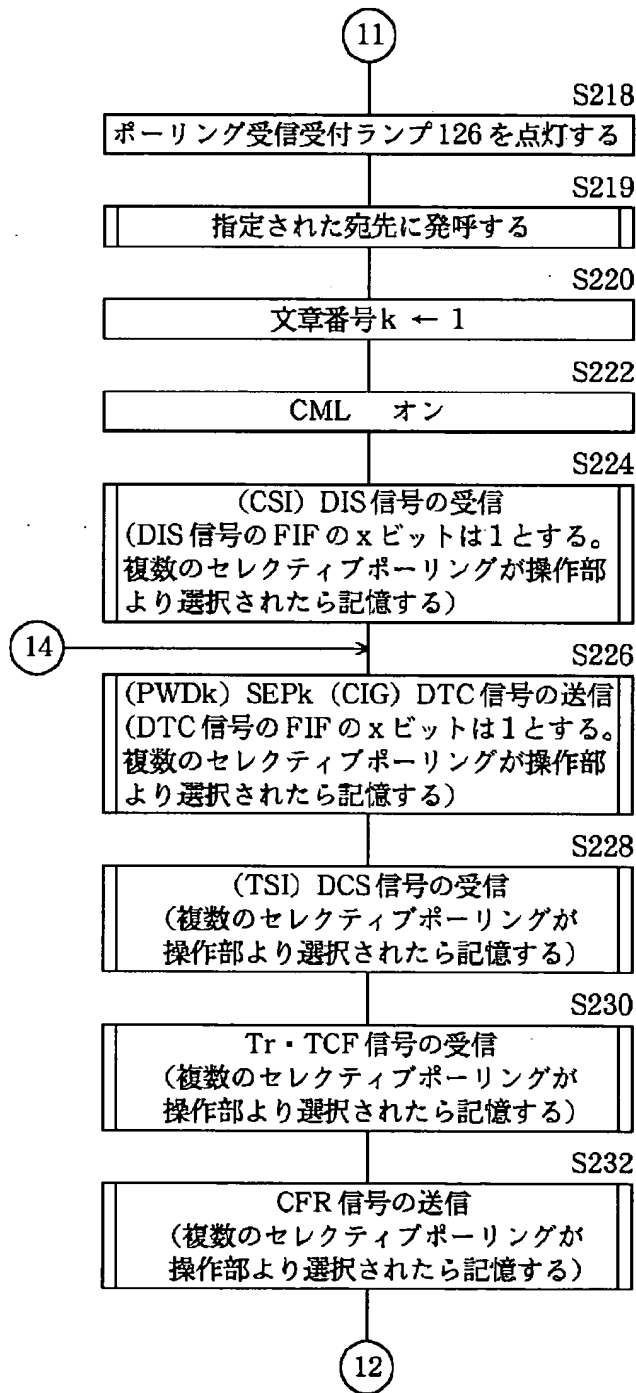 11
S218
ポーリング受信受付ランプ126を点灯する
S219
指定された宛先に発呼する
S220
文章番号k ← 1
S222
CML オン
S224
(CSI) DIS信号の受信
(DIS信号のFIFのxビットは1とする。
複数のセレクティブポーリングが操作部
より選択されたら記憶する)
14
S226
(PWDk) SEPk (CIG) DTC信号の送信
(DTC信号のFIFのxビットは1とする。
複数のセレクティブポーリングが操作部
より選択されたら記憶する)
S228
(TSI) DCS信号の受信
(複数のセレクティブポーリングが
操作部より選択されたら記憶する)
S230
Tr・TCF信号の受信
(複数のセレクティブポーリングが
操作部より選択されたら記憶する)
S232
CFR信号の送信
(複数のセレクティブポーリングが
操作部より選択されたら記憶する)
12